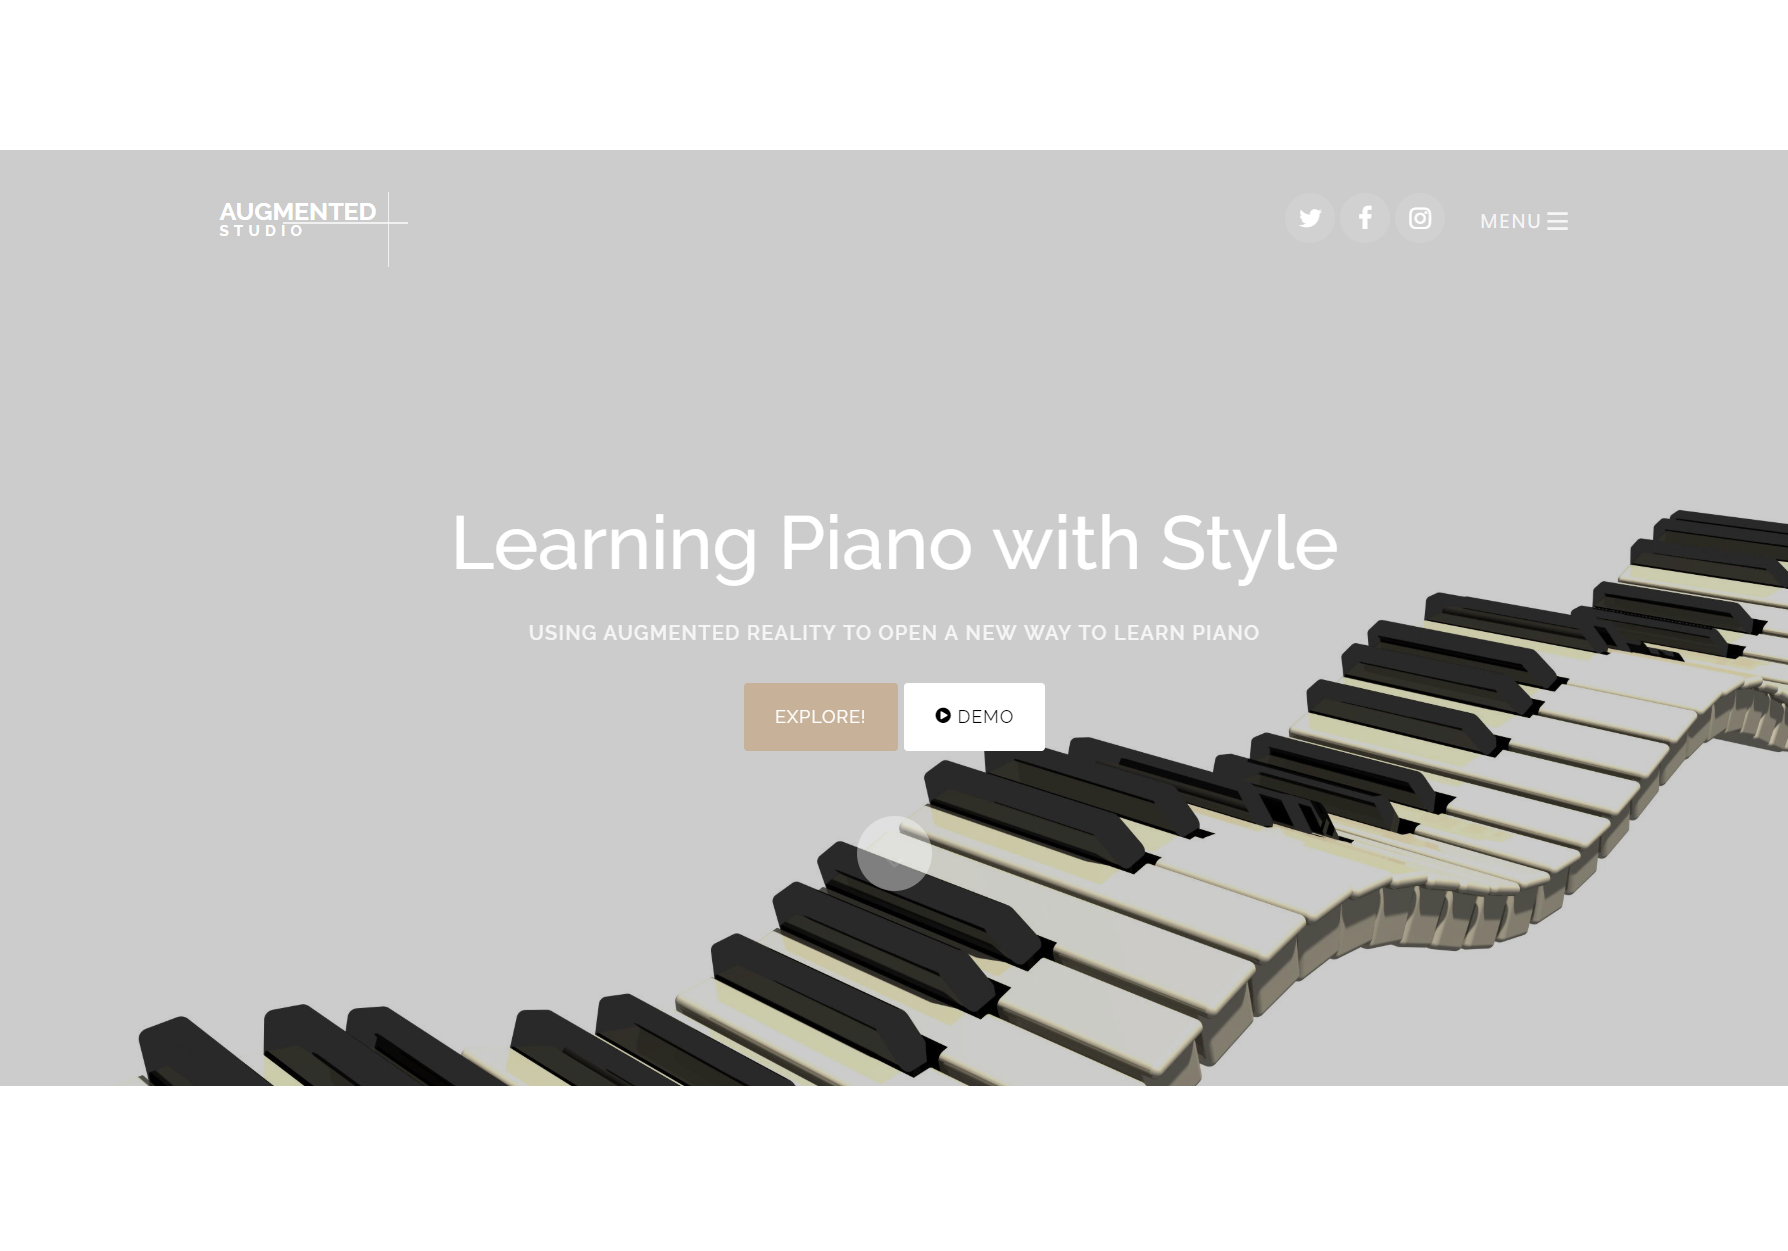 AUGMENTED
STUDIO
MENU
Learning Piano with Style
USING AUGMENTED REALITY TO OPEN A NEW WAY TO LEARN PIANO
EXPLORE!
DEMO